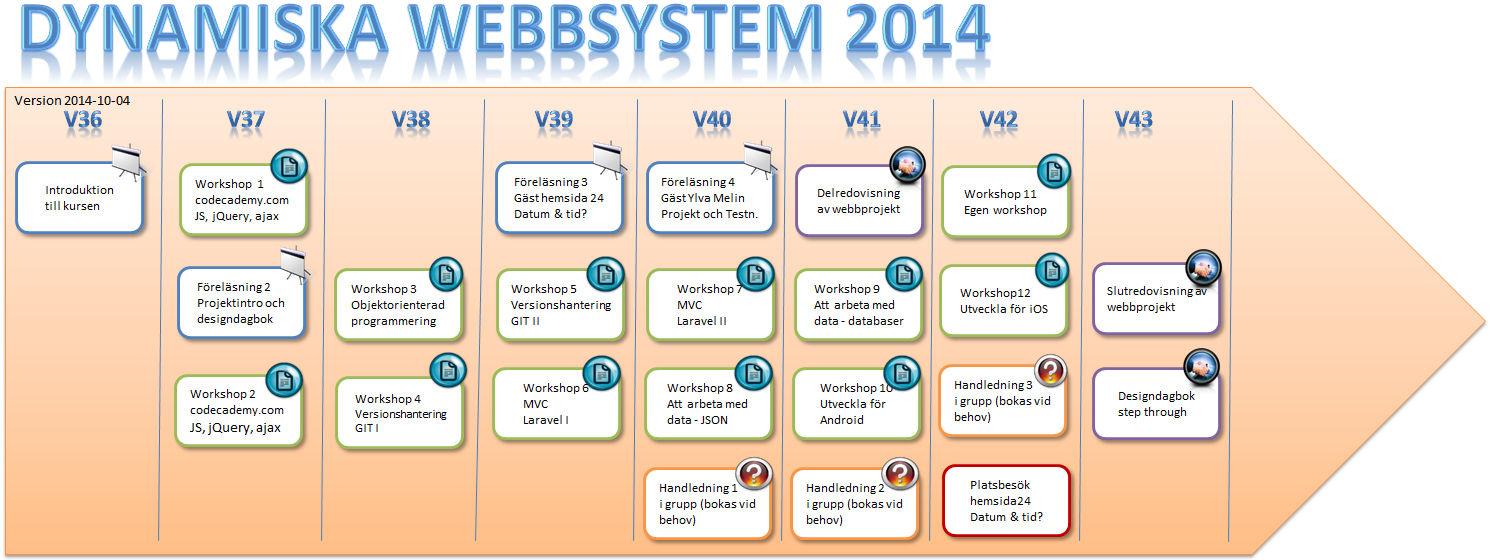 DYNAMISKA WEBBSYSTEM 2014
Version 2014-10-04
V36
V37
V38
V39
V40
V41
V42
V43
Introduktion
till kursen
Workshop 1
codecademy.com
JS, jQuery, ajax
Föreläsning 2
Projektintro och
designdagbok
Workshop 2
codecademy.com
JS, jQuery, ajax
Workshop 3
Objektorienterad
programmering
Workshop 4
Versionshantering
GIT I
Föreläsning 3
Gäst hemsida 24
Datum & tid?
Workshop 5
Versionshantering
GIT II
Workshop 6
MVC
Laravel I
Föreläsning 4
Gäst Ylva Melin
Projekt och Testn.
Workshop 7
MVC
Laravel II
Workshop 8
Att arbeta med
data - JSON
Handledning 1
i grupp (bokas vid
behov)
Delredovisning
av webbprojekt
Workshop 9
Att arbeta med
data - databaser
Workshop 10
Utveckla för
Android
Handledning 2
i grupp (bokas vid
behov)
Workshop 11
Egen workshop
Workshop12
Utveckla för iOS
Handledning 3
i grupp (bokas vid
behov)
Platsbesök
hemsida24
Datum & tid?
Slutredovisning av
webbprojekt
Designdagbok
step through